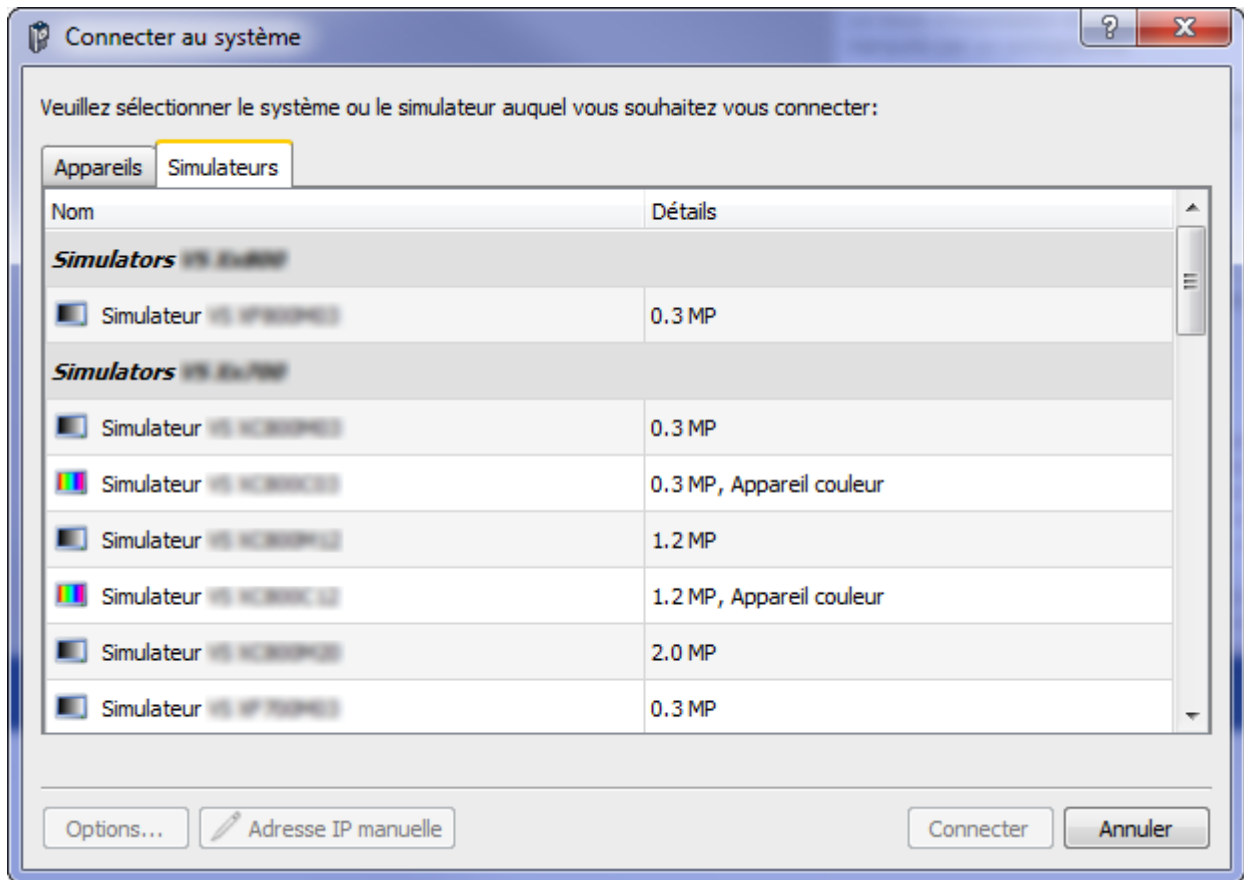 Connecter au système
Veuillez sélectionner le système ou le simulateur auquel vous souhaitez vous connecter:
Appareils Simulateurs
Nom Détails
Simulators
Simulateur 0.3 MP
Simulators
Simulateur 0.3 MP
Simulateur 0.3 MP, Appareil couleur
Simulateur 1.2 MP
Simulateur 1.2 MP, Appareil couleur
Simulateur 2.0 MP
Simulateur 0.3 MP
Options... Adresse IP manuelle Connecter Annuler